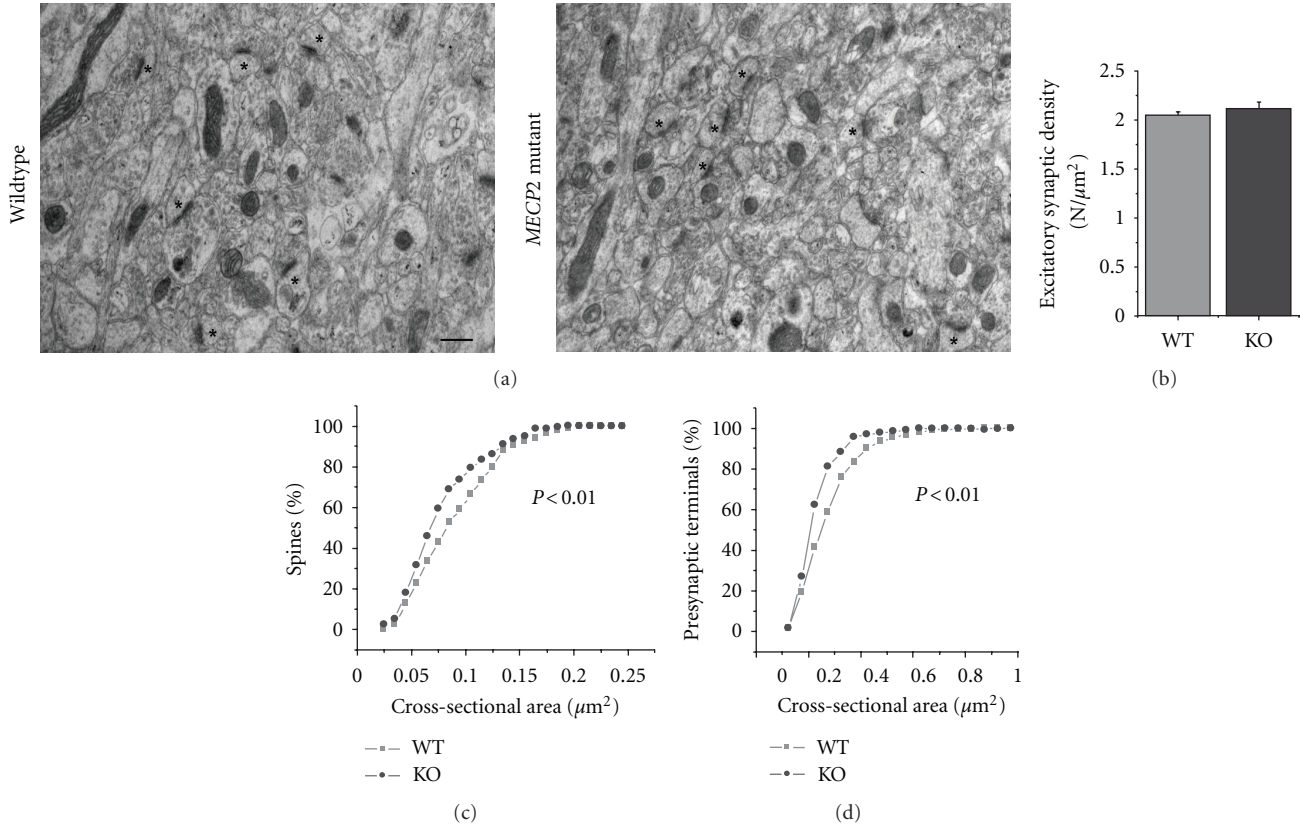 Wildtype
*
*
*
*
*
*
MECP2 mutant
*
*
*
*
*
*
(a)
Excitatory synaptic density
(N/μm²)
2.5
2
1.5
1
0.5
0
WT
KO
(b)
Spines (%)
100
80
60
40
20
0
P < 0.01
0
0.05
0.1
0.15
0.2
0.25
Cross-sectional area (μm²)
WT
KO
(c)
Presynaptic terminals (%)
100
80
60
40
20
0
P < 0.01
0
0.2
0.4
0.6
0.8
1
Cross-sectional area (μm²)
WT
KO
(d)